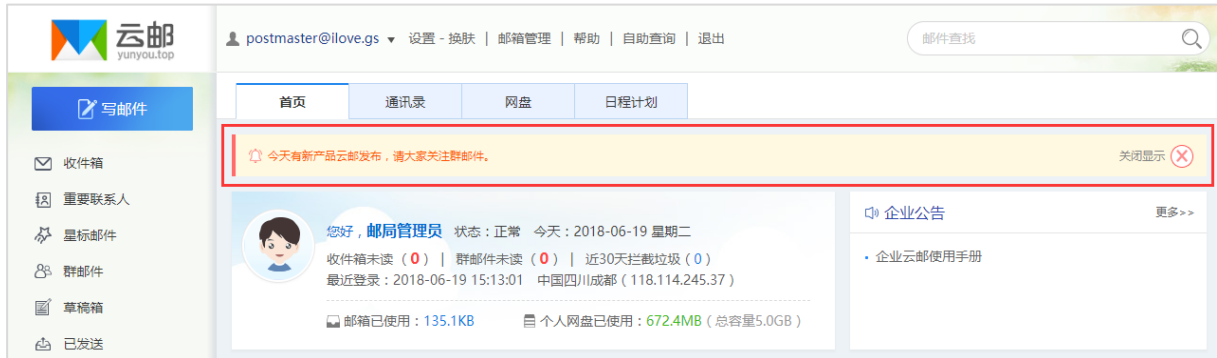 云邮
yunyou.top
postmaster@ilove.gs ▼ 设置 - 换肤 | 邮箱管理 | 帮助 | 自助查询 | 退出
邮件查找
写邮件
首页
通讯录
网盘
日程计划
收件箱
重要联系人
星标邮件
群邮件
草稿箱
已发送
今天有新产品云邮发布，请大家关注群邮件。
关闭显示
您好，邮局管理员 状态：正常 今天：2018-06-19 星期二
收件箱未读（0）| 群邮件未读（0）| 近30天拦截垃圾（0）
最近登录：2018-06-19 15:13:01 中国四川成都（118.114.245.37）
邮箱已使用：135.1KB 个人网盘已使用：672.4MB（总容量5.0GB）
企业公告
更多>>
· 企业云邮使用手册